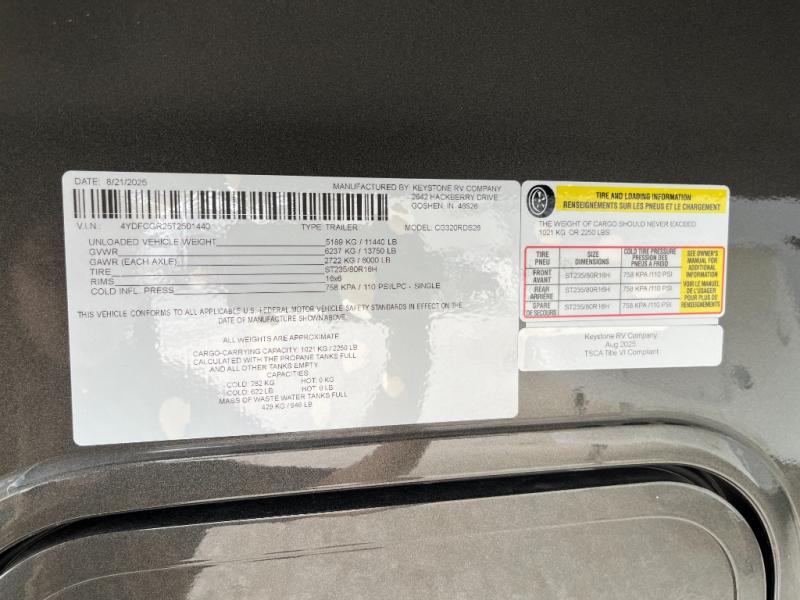 DATE: 8/21/2025
MANUFACTURED BY: KEYSTONE RV COMPANY
2642 HACKBERRY DRIVE
GOSHEN, IN. 46526
V.I.N.: 4YDFCGR25T2501440 TYPE: TRAILER MODEL: CG320RDS26
UNLOADED VEHICLE WEIGHT 5189 KG / 11440 LB
GVWR 6237 KG / 13750 LB
GAWR (EACH AXLE) 2722 KG / 6000 LB
TIRE ST235/80R16H
RIMS 16x6
COLD INFL. PRESS 758 KPA / 110 PSI/LPC - SINGLE
THIS VEHICLE CONFORMS TO ALL APPLICABLE U.S. FEDERAL MOTOR VEHICLE SAFETY STANDARDS IN EFFECT ON THE
DATE OF MANUFACTURE SHOWN ABOVE.
ALL WEIGHTS ARE APPROXIMATE.
CARGO-CARRYING CAPACITY: 1021 KG / 2250 LB
CALCULATED WITH THE PROPANE TANKS FULL
AND ALL OTHER TANKS EMPTY.
CAPACITIES
COLD: 282 KG HOT: 0 KG
COLD: 622 LB HOT: 0 LB
MASS OF WASTE WATER TANKS FULL
429 KG / 946 LB
TIRE AND LOADING INFORMATION
RENSEIGNEMENTS SUR LES PNEUS ET LE CHARGEMENT
THE WEIGHT OF CARGO SHOULD NEVER EXCEED
1021 KG OR 2250 LBS.
TIRE
PNEU
SIZE
DIMENSIONS
COLD TIRE PRESSURE
PRESSION DES PNEUS
A FROID
FRONT
AVANT
ST235/80R16H
758 KPA / 110 PSI
REAR
ARRIÈRE
ST235/80R16H
758 KPA / 110 PSI
SPARE
DE SECOURS
ST235/80R16H
758 KPA / 110 PSI
SEE OWNER'S
MANUAL FOR
ADDITIONAL
INFORMATION
VOIR LE MANUEL
DE L'USAGER
POUR PLUS DE
RENSEIGNEMENTS
Keystone RV Company
Aug 2025
TSCA Title VI Compliant